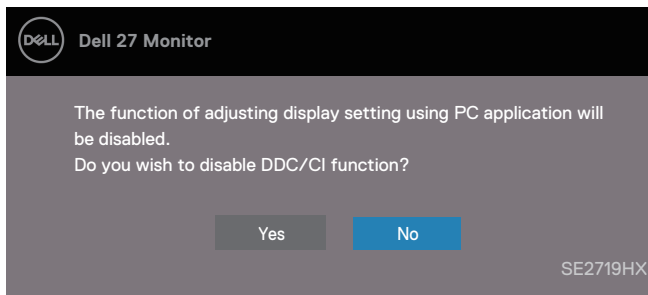 DELL
Dell 27 Monitor
The function of adjusting display setting using PC application will
be disabled.
Do you wish to disable DDC/CI function?
Yes No
SE2719HX